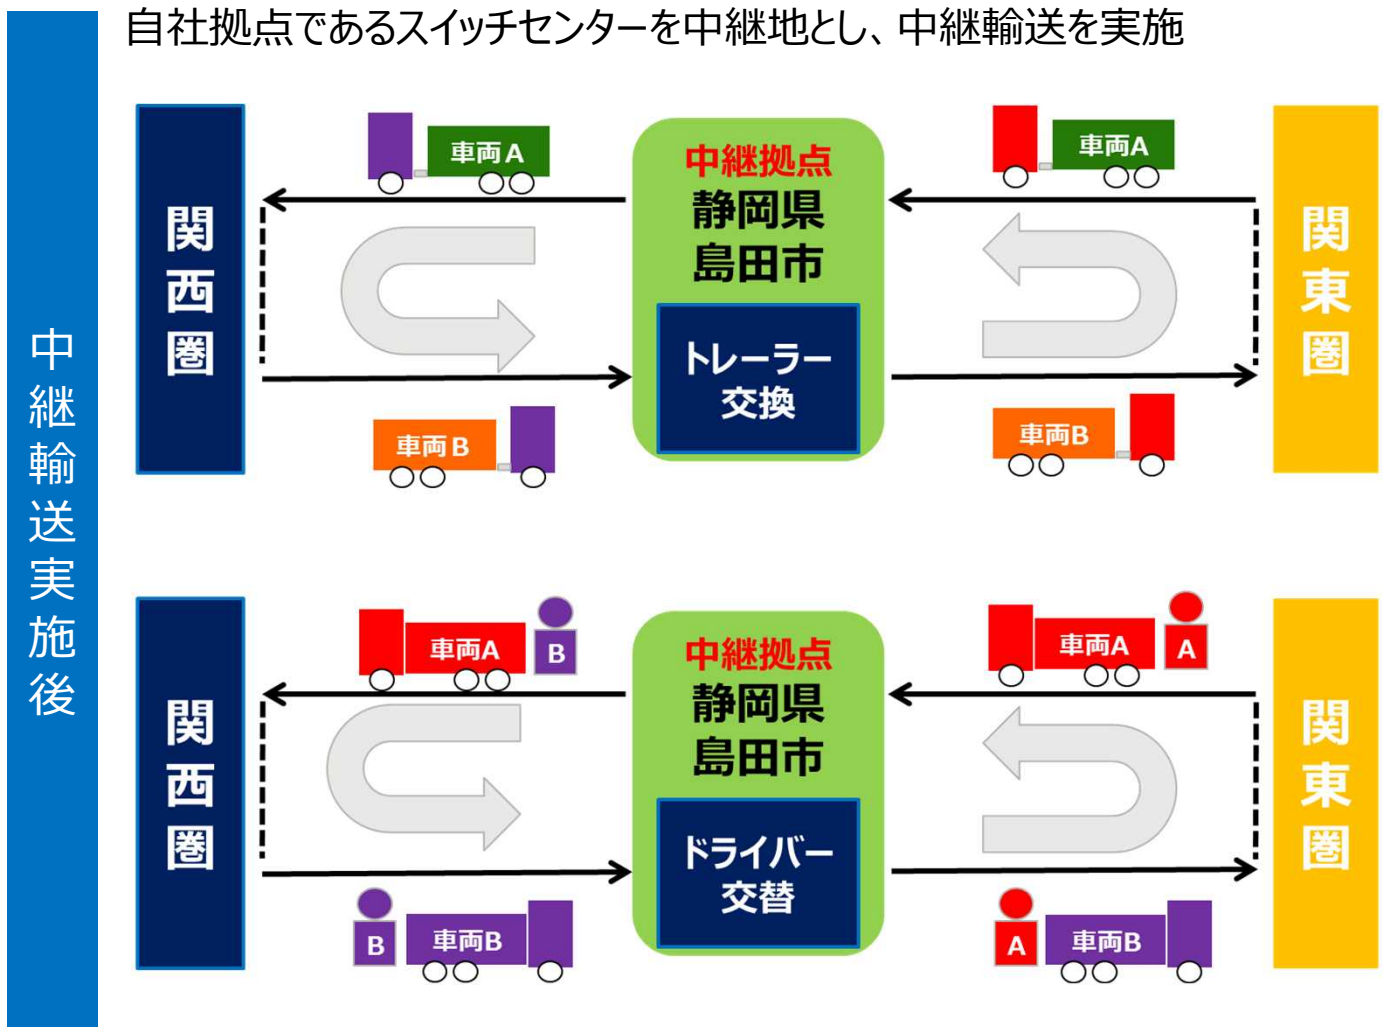 自社拠点であるスイッチセンターを中継地とし、中継輸送を実施
中継輸送実施後
関西圏
車両A
中継拠点
静岡県
島田市
トレーラー
交換
車両A
関東圏
車両B
車両B
関西圏
車両A
B
中継拠点
静岡県
島田市
ドライバー
交替
車両A
A
関東圏
B
車両B
A
車両B